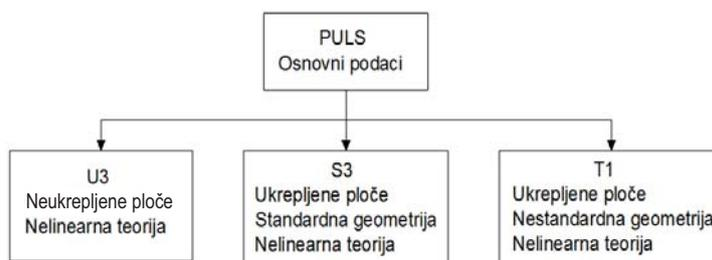 PULS
Osnovni podaci
U3
Neukrepljene ploče
Nelinearna teorija
S3
Ukrepljene ploče
Standardna geometrija
Nelinearna teorija
T1
Ukrepljene ploče
Nestandardna geometrija
Nelinearna teorija